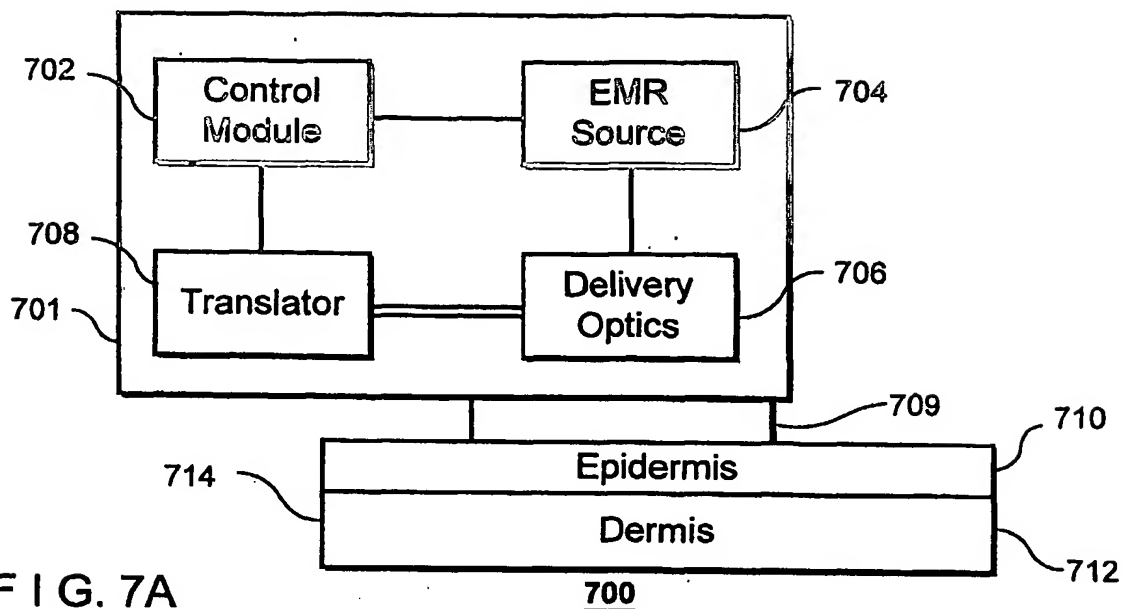 702
Control
Module
EMR
Source
704
708
Translator
Delivery
Optics
706
701
709
710
714
Epidermis
Dermis
712
FIG. 7A
700